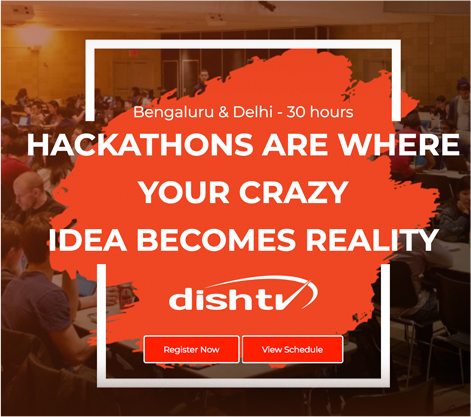 Bengaluru & Delhi - 30 hours
HACKATHONS ARE WHERE
YOUR CRAZY
IDEA BECOMES REALITY
dishtv
Register Now
View Schedule